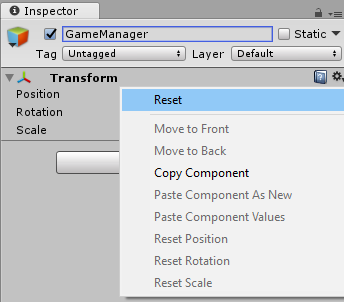 Inspector
GameManager
Static
Tag Untagged Layer Default
Transform
Position
Rotation
Scale
Reset
Move to Front
Move to Back
Copy Component
Paste Component As New
Paste Component Values
Reset Position
Reset Rotation
Reset Scale